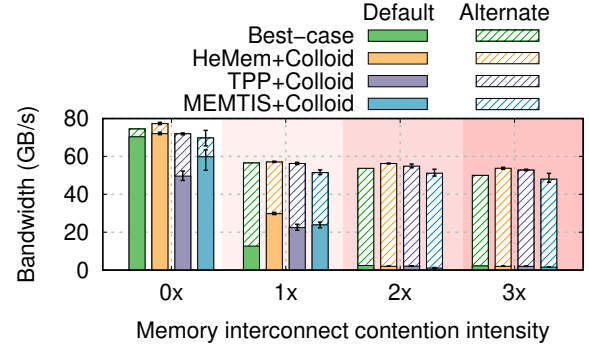 Default Alternate
Best−case
HeMem+Colloid
TPP+Colloid
MEMTIS+Colloid
Bandwidth (GB/s)
80
60
40
20
0
0x 1x 2x 3x
Memory interconnect contention intensity